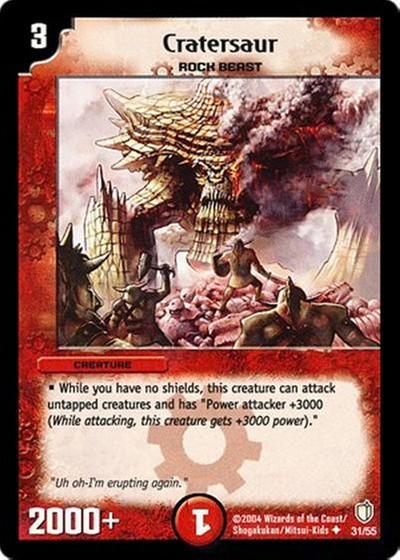 3
Cratersaur
ROCK BEAST
CREATURE
▪ While you have no shields, this creature can attack
untapped creatures and has "Power attacker +3000
(While attacking, this creature gets +3000 power)."
"Uh oh-I'm erupting again."
2000+
1
©2004 Wizards of the Coast/
Shogakukan/Mitsui-Kids ♦ 31/55